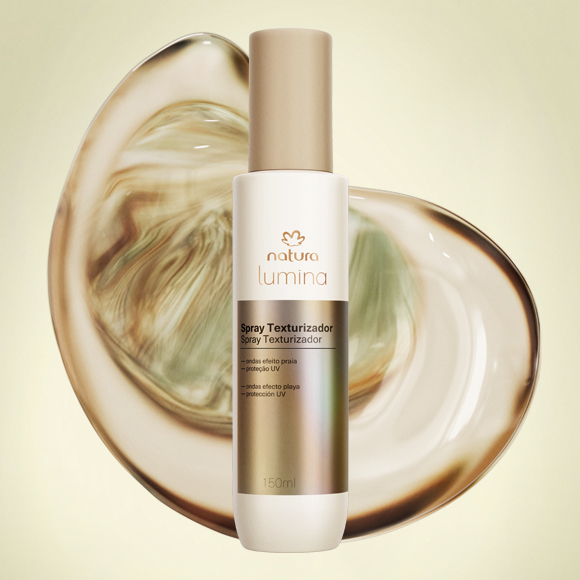 natura
lumina
Spray Texturizador
Spray Texturizador
— ondas efeito praia
— proteção UV
— ondas efecto playa
— protección UV
150ml